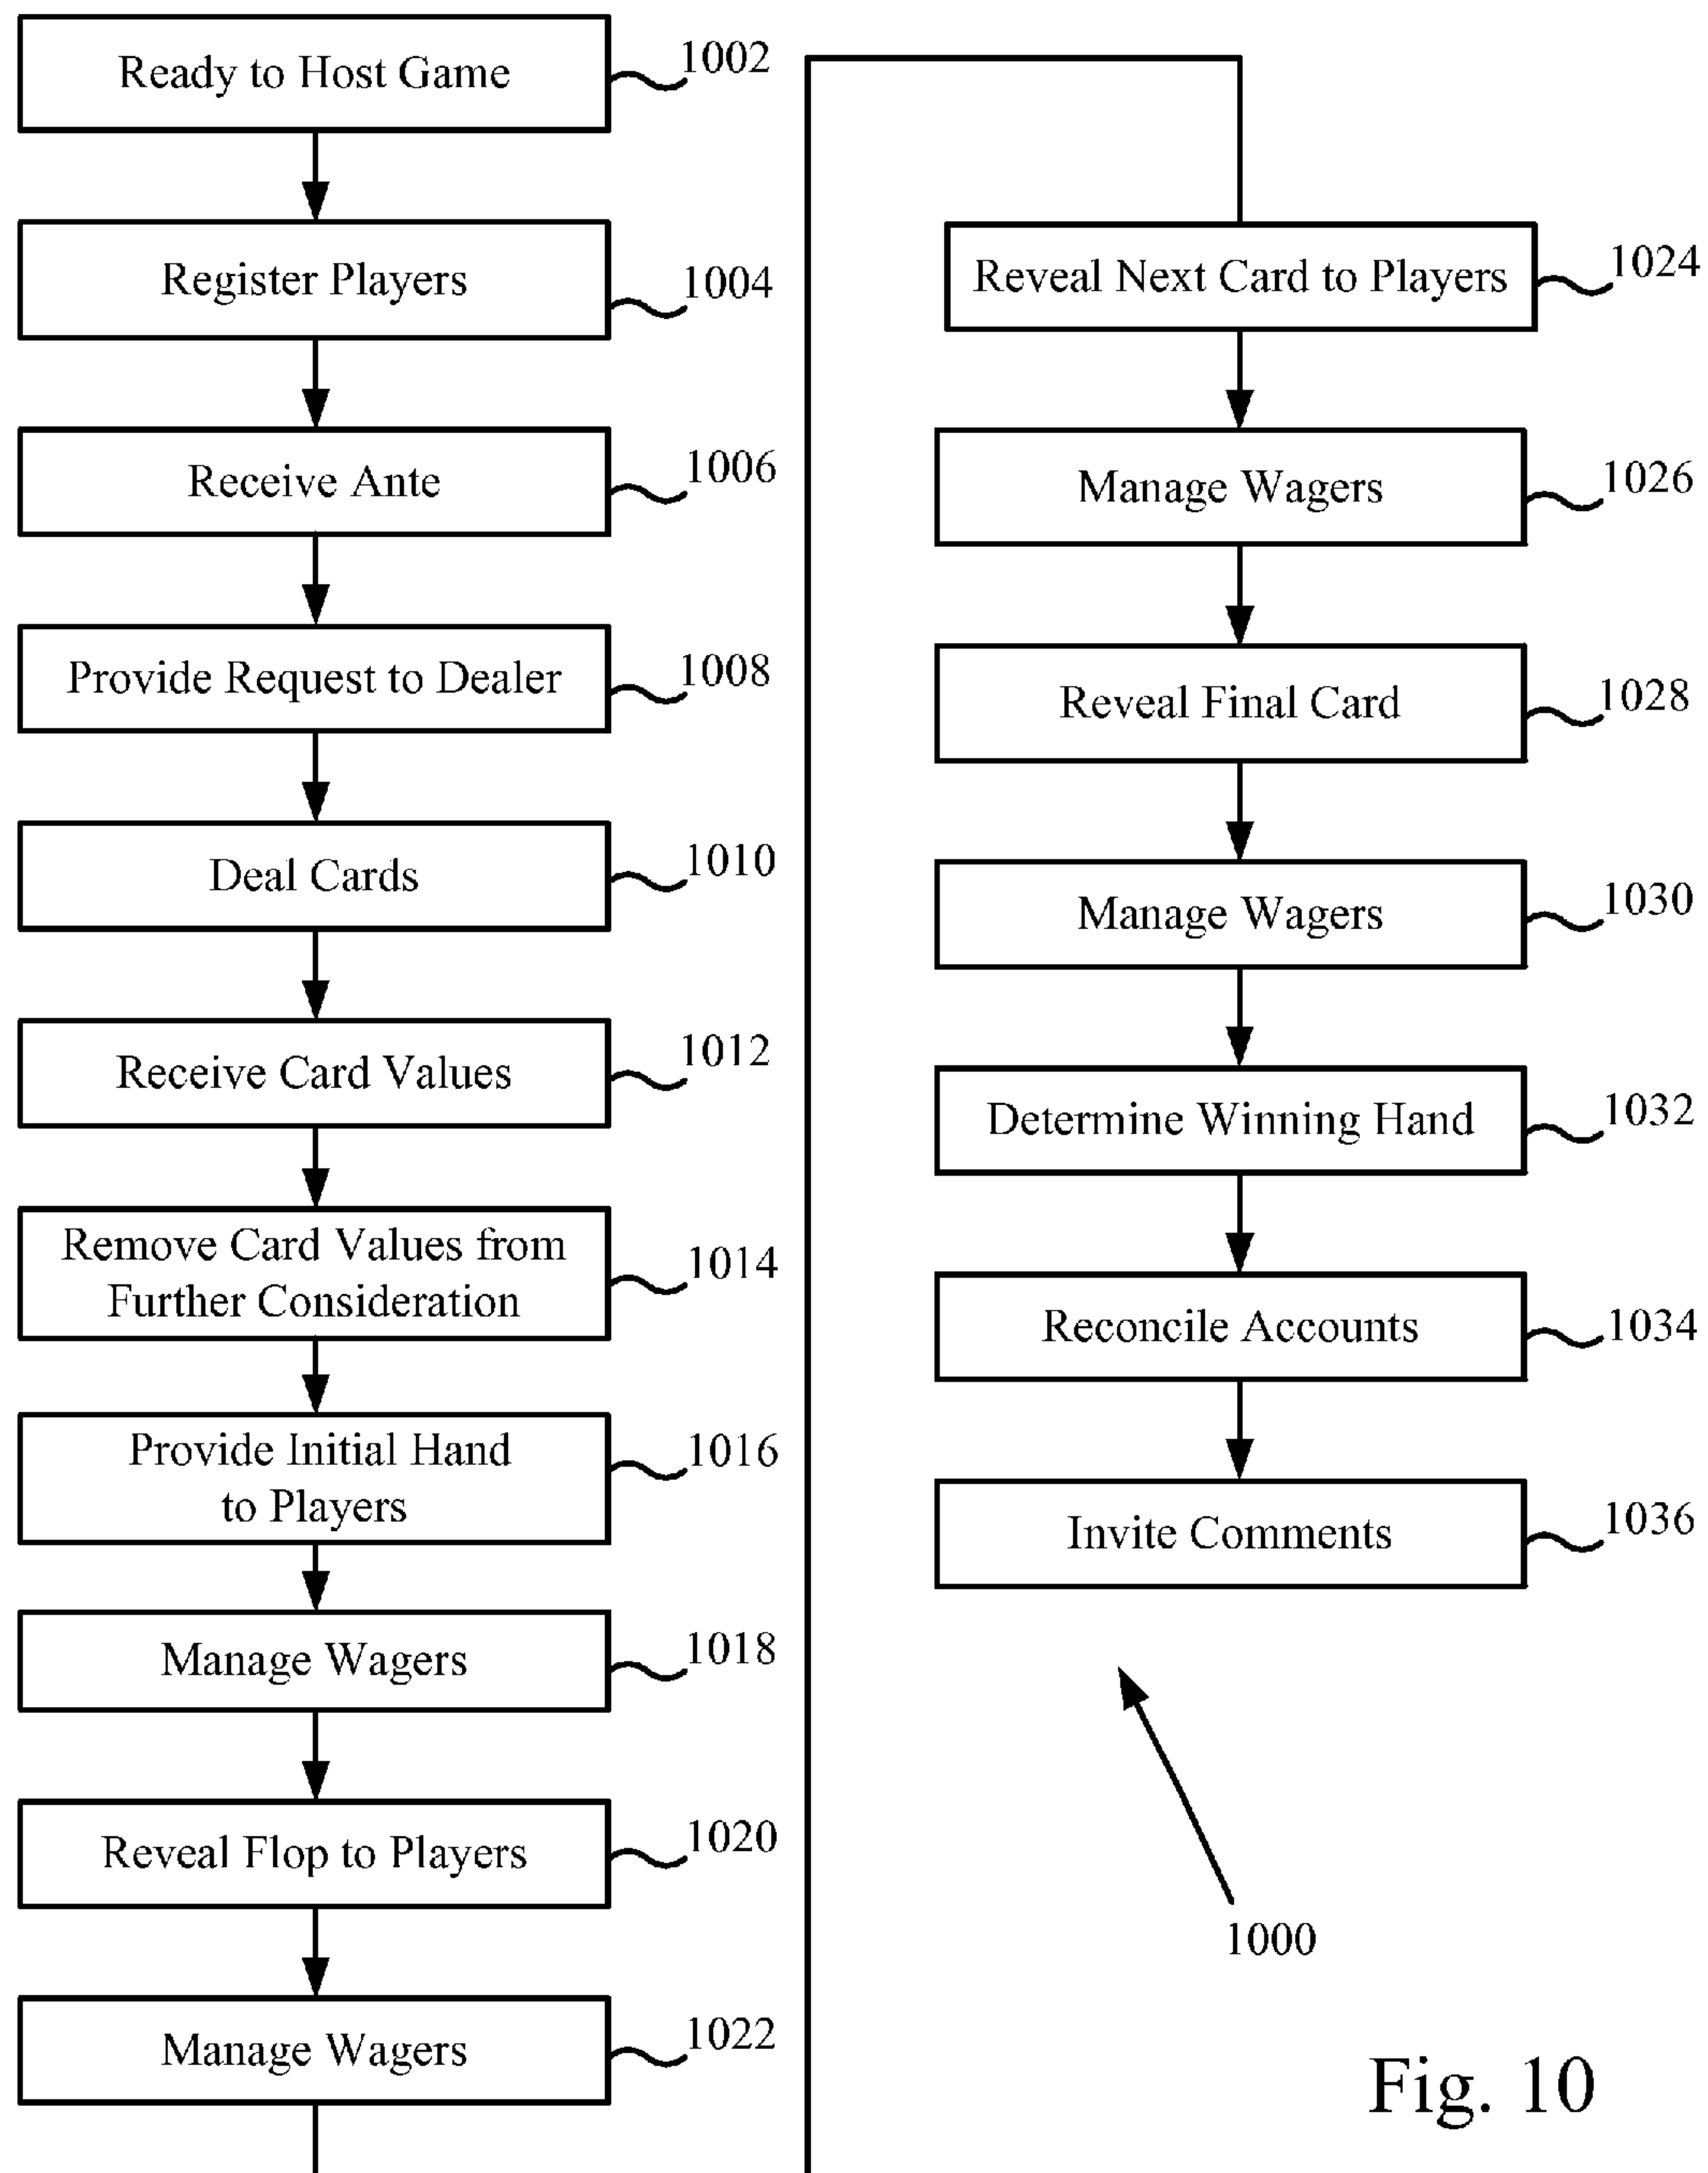 Ready to Host Game
1002
Register Players
1004
Receive Ante
1006
Provide Request to Dealer
1008
Deal Cards
1010
Receive Card Values
1012
Remove Card Values from
Further Consideration
1014
Provide Initial Hand
to Players
1016
Manage Wagers
1018
Reveal Flop to Players
1020
Manage Wagers
1022
Reveal Next Card to Players
1024
Manage Wagers
1026
Reveal Final Card
1028
Manage Wagers
1030
Determine Winning Hand
1032
Reconcile Accounts
1034
Invite Comments
1036
1000
Fig. 10